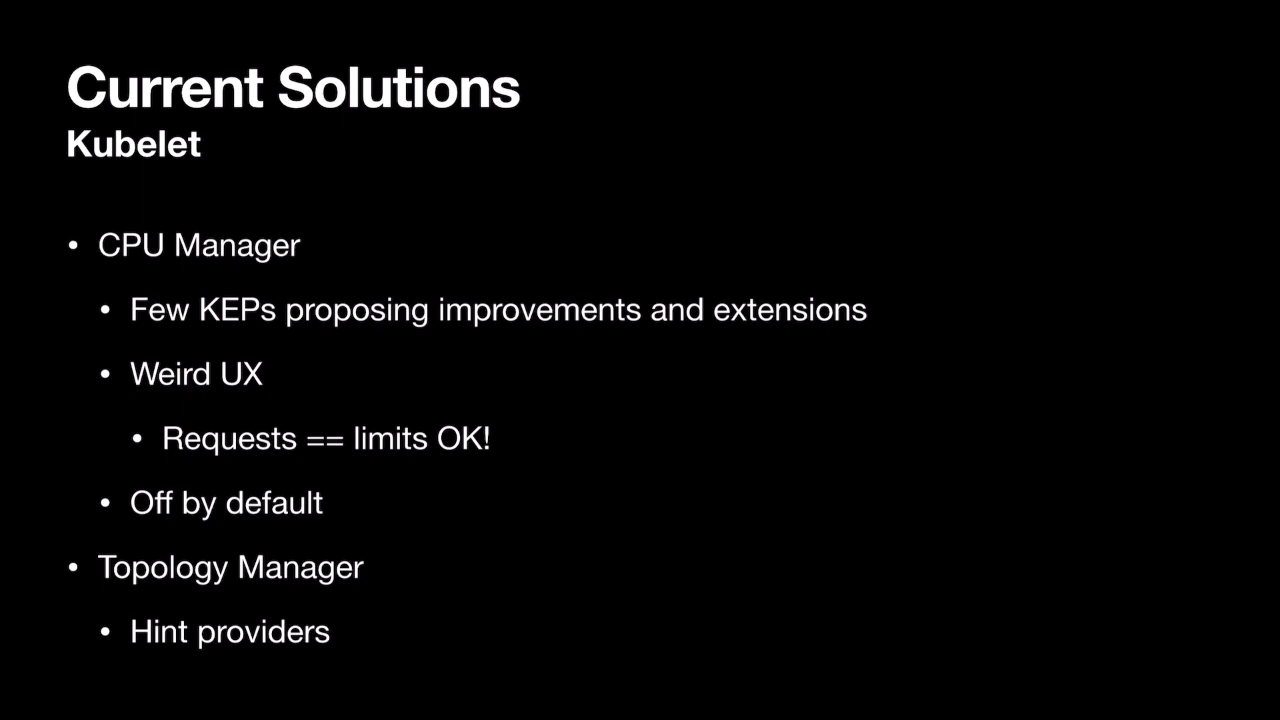 Current Solutions
Kubelet
• CPU Manager
• Few KEPs proposing improvements and extensions
• Weird UX
• Requests == limits OK!
• Off by default
• Topology Manager
• Hint providers